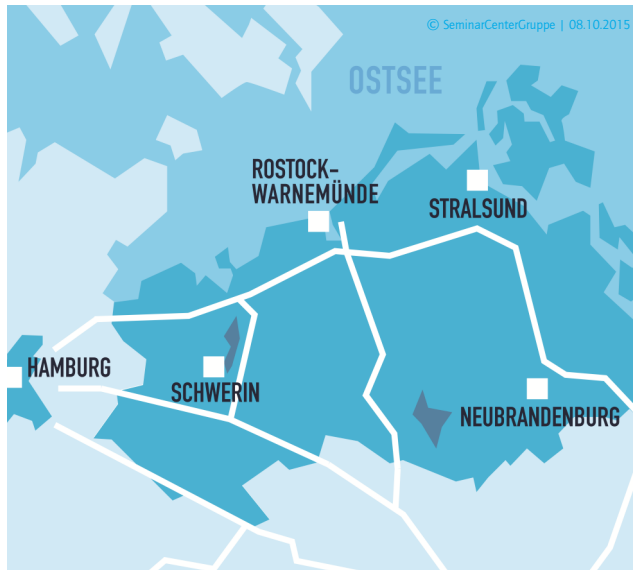 © SeminarCenterGruppe | 08.10.2015
OSTSEE
ROSTOCK-
WARNEMÜNDE
STRALSUND
HAMBURG
SCHWERIN
NEUBRANDENBURG